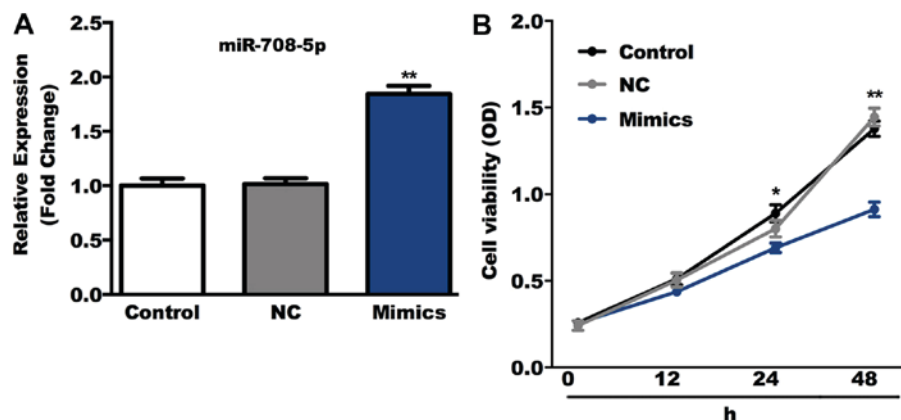 A
miR-708-5p
Relative Expression
(Fold Change)
2.5
2.0
1.5
1.0
0.5
0.0
**
Control
NC
Mimics
B
Control
NC
Mimics
Cell viability (OD)
2.0
1.5
1.0
0.5
0.0
*
**
0
12
24
48
h